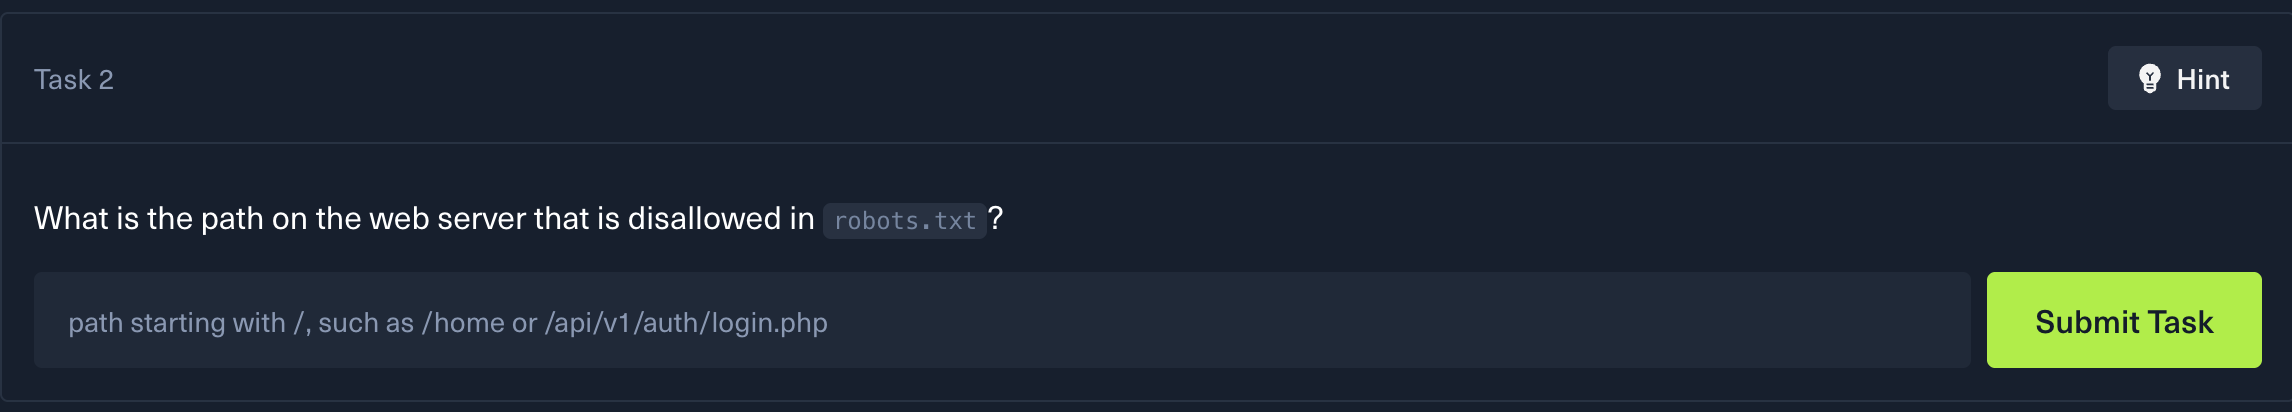 Task 2
Hint
What is the path on the web server that is disallowed in robots.txt?
path starting with /, such as /home or /api/v1/auth/login.php
Submit Task